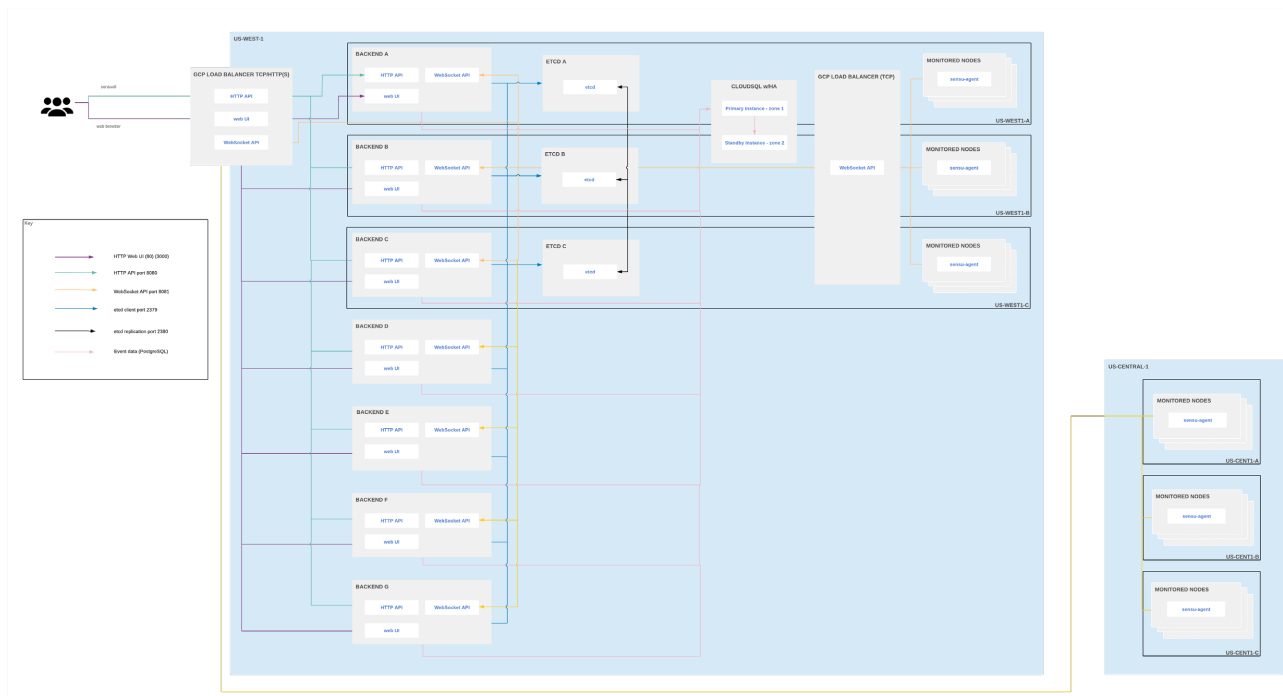 US-WEST-1
GCP LOAD BALANCER TCP/HTTP(S)
HTTP API
web UI
WebSocket API
sensuctl
web browser
BACKEND A
HTTP API
WebSocket API
web UI
ETCD A
etcd
CLOUDSQL w/HA
Primary Instance - zone 1
Standby Instance - zone 2
GCP LOAD BALANCER (TCP)
WebSocket API
MONITORED NODES
sensu-agent
US-WEST1-A
BACKEND B
HTTP API
WebSocket API
web UI
ETCD B
etcd
MONITORED NODES
sensu-agent
US-WEST1-B
BACKEND C
HTTP API
WebSocket API
web UI
ETCD C
etcd
MONITORED NODES
sensu-agent
US-WEST1-C
Key
HTTP Web UI (80) (3000)
HTTP API port 8080
WebSocket API port 8081
etcd client port 2379
etcd replication port 2380
Event data (PostgreSQL)
BACKEND D
HTTP API
WebSocket API
web UI
BACKEND E
HTTP API
WebSocket API
web UI
BACKEND F
HTTP API
WebSocket API
web UI
BACKEND G
HTTP API
WebSocket API
web UI
US-CENTRAL-1
MONITORED NODES
sensu-agent
US-CENT1-A
MONITORED NODES
sensu-agent
US-CENT1-B
MONITORED NODES
sensu-agent
US-CENT1-C